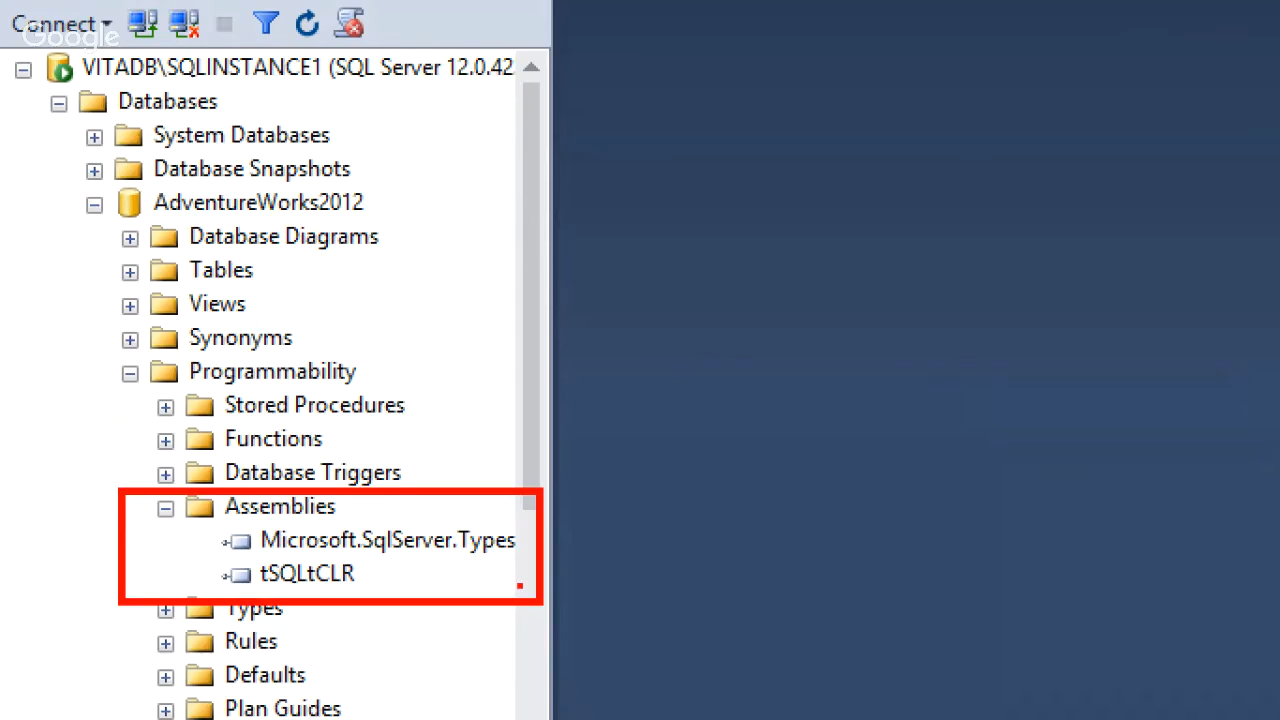 Connect
Google
VITADB\SQLINSTANCE1 (SQL Server 12.0.42
Databases
System Databases
Database Snapshots
AdventureWorks2012
Database Diagrams
Tables
Views
Synonyms
Programmability
Stored Procedures
Functions
Database Triggers
Assemblies
Microsoft.SqlServer.Types
tSQLtCLR
Types
Rules
Defaults
Plan Guides